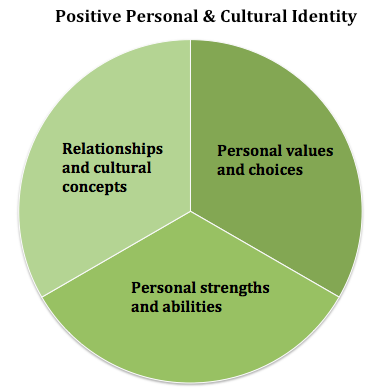 Positive Personal & Cultural Identity
Relationships
and cultural
concepts
Personal values
and choices
Personal strengths
and abilities